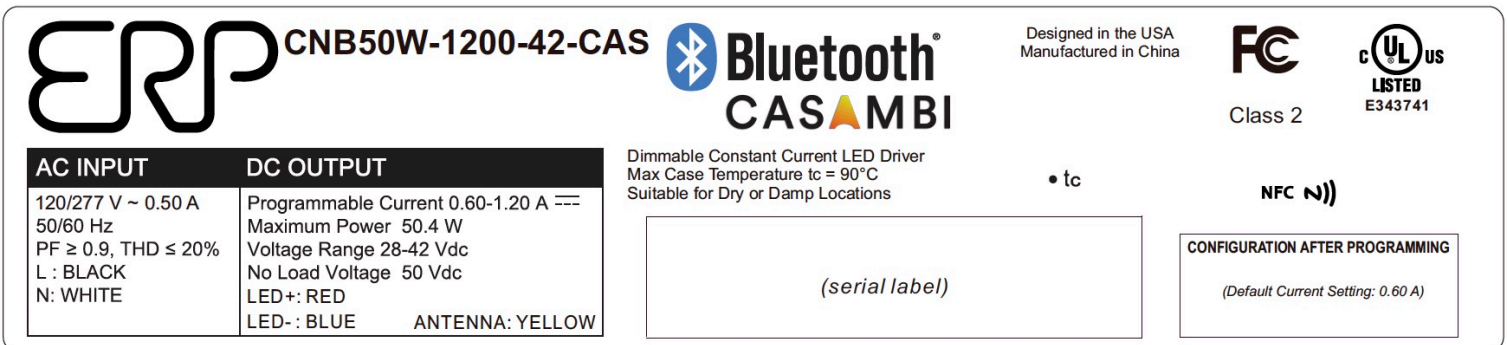 ERP
CNB50W-1200-42-CAS
Bluetooth®
CASAMBI
Designed in the USA
Manufactured in China
FC
Class 2
C UL® US
LISTED
E343741
AC INPUT
120/277 V ~ 0.50 A
50/60 Hz
PF ≥ 0.9, THD ≤ 20%
L : BLACK
N: WHITE
DC OUTPUT
Programmable Current 0.60-1.20 A ⎓
Maximum Power 50.4 W
Voltage Range 28-42 Vdc
No Load Voltage 50 Vdc
LED+: RED
LED- : BLUE ANTENNA: YELLOW
Dimmable Constant Current LED Driver
Max Case Temperature tc = 90°C
Suitable for Dry or Damp Locations
• tc
NFC
(serial label)
CONFIGURATION AFTER PROGRAMMING
(Default Current Setting: 0.60 A)